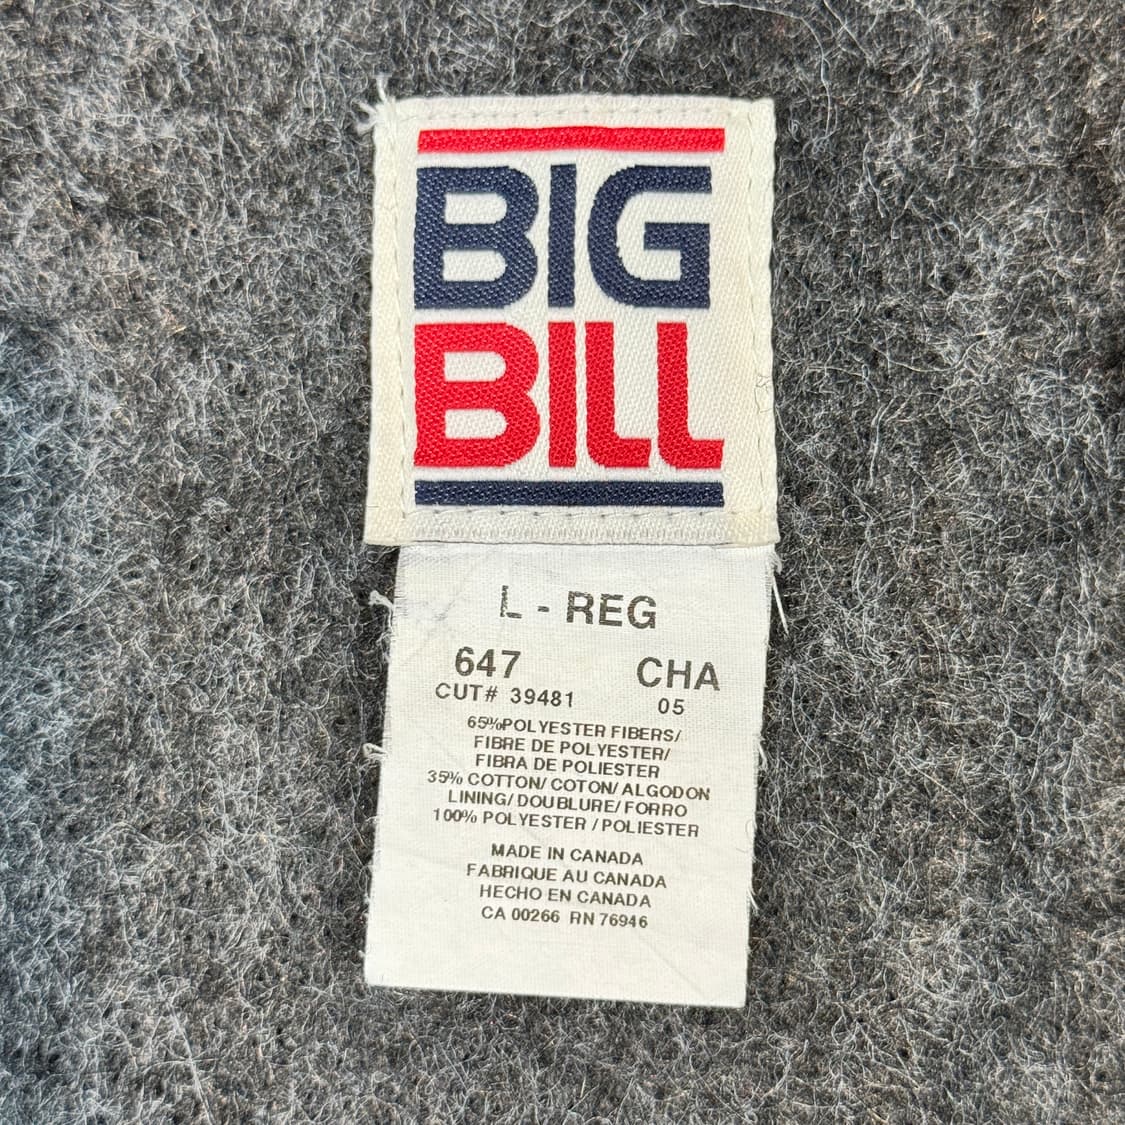 BIG
BILL
L - REG
647 CHA
CUT# 39481 05
65%POLYESTER FIBERS/
FIBRE DE POLYESTER/
FIBRA DE POLIESTER
35% COTTON/ COTON/ ALGODON
LINING/ DOUBLURE/ FORRO
100% POLYESTER / POLIESTER
MADE IN CANADA
FABRIQUE AU CANADA
HECHO EN CANADA
CA 00266 RN 76946